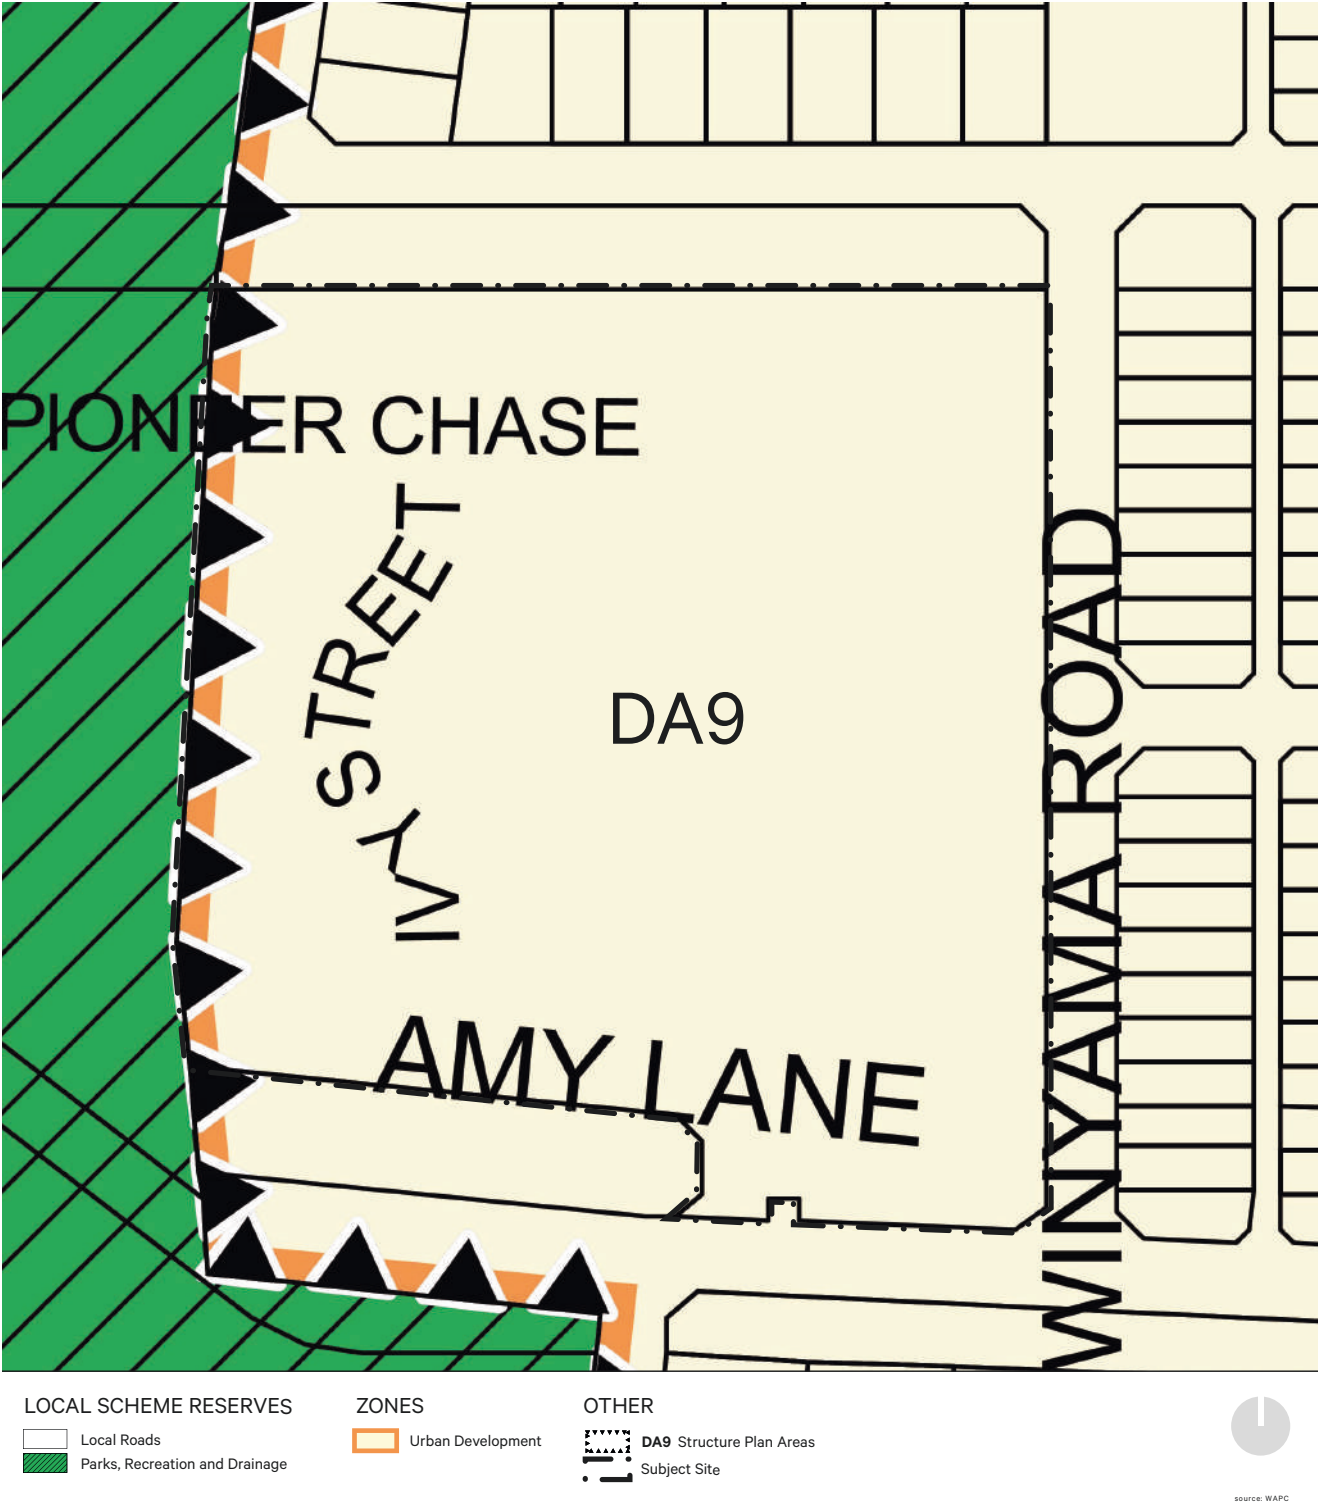 PIONEER CHASE
IVY STREET
DA9
WINYAMA ROAD
AMY LANE
LOCAL SCHEME RESERVES
Local Roads
Parks, Recreation and Drainage
ZONES
Urban Development
OTHER
DA9 Structure Plan Areas
Subject Site
source: WAPC